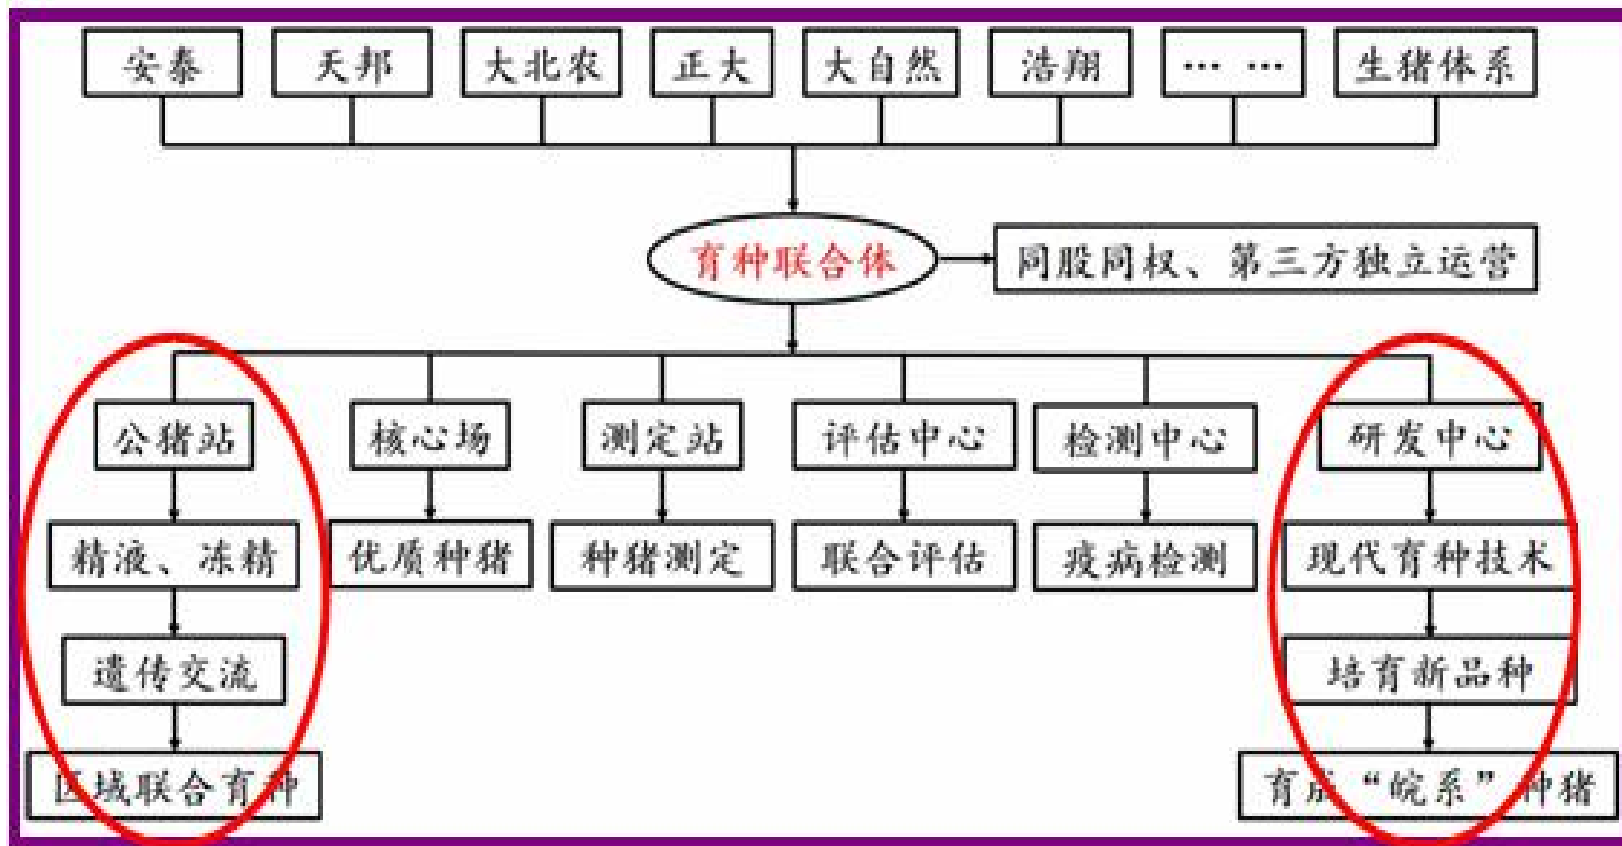 安泰
天邦
大北农
正大
大自然
浩翔
… …
生猪体系
育种联合体
同股同权、第三方独立运营
公猪站
核心场
测定站
评估中心
检测中心
研发中心
精液、冻精
优质种猪
种猪测定
联合评估
疫病检测
现代育种技术
遗传交流
培育新品种
区域联合育种
育成“皖系”种猪